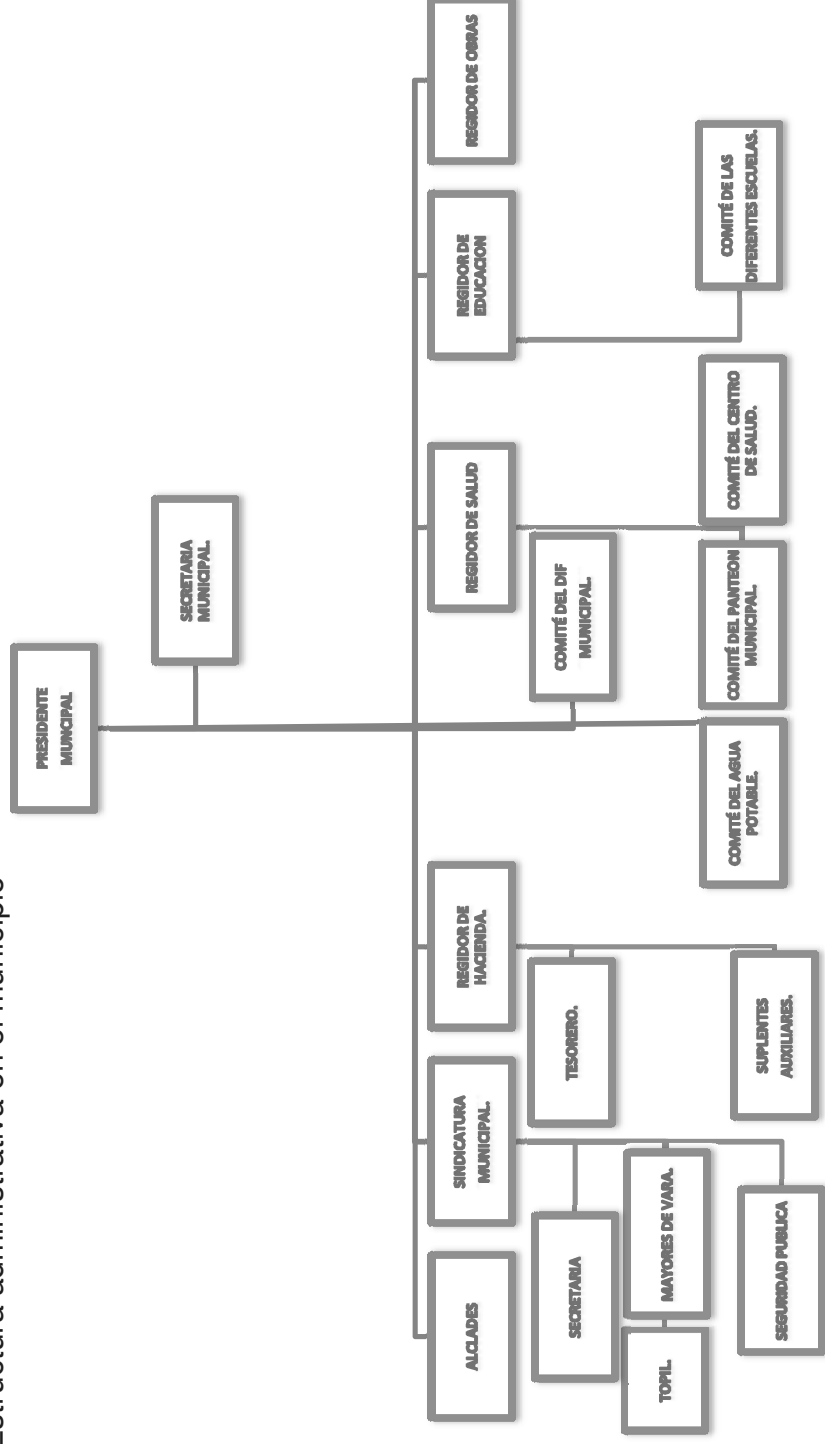 Estructura administrativa en el municipio
PRESIDENTE
MUNCIPAL
SECRETARIA
MUNICIPAL.
ALCLADES
SINDICATURA
MUNICIPAL.
REGIDOR DE
HACIENDA.
REGIDOR DE SALUD
REGIDOR DE
EDUCACION
REGIDOR DE OBRAS
SECRETARIA
TESORERO.
COMITÉ DEL DIF
MUNICIPAL.
TOPIL.
MAYORES DE VARA.
COMITÉ DEL AGUA
POTABLE.
COMITÉ DEL PANTEON
MUNICIPAL.
COMITÉ DEL CENTRO
DE SALUD.
COMITÉ DE LAS
DIFERENTES ESCUELAS.
SEGURIDAD PUBLICA
SUPLENTES
AUXILIARES.